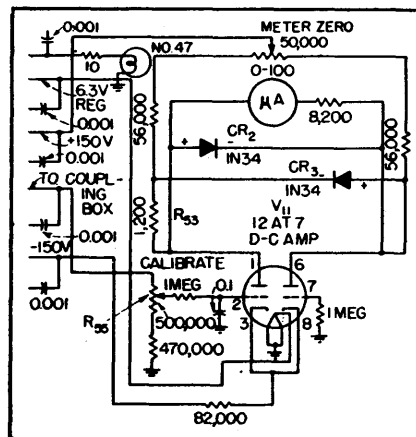 0.001
10
NO. 47
METER ZERO
50,000
0-100
μA
8,200
6.3V
REG
0.001
+150V
0.001
TO COUPL-
ING
BOX
-150V
0.001
0.001
56,000
56,000
+ CR2 -
1N34
CR3 -
1N34 +
1,200
R53
V11
12AT7
D-C AMP
CALIBRATE
1 6
1MEG
0.1
2 7
3 8
1 MEG
R55
500,000
470,000
82,000